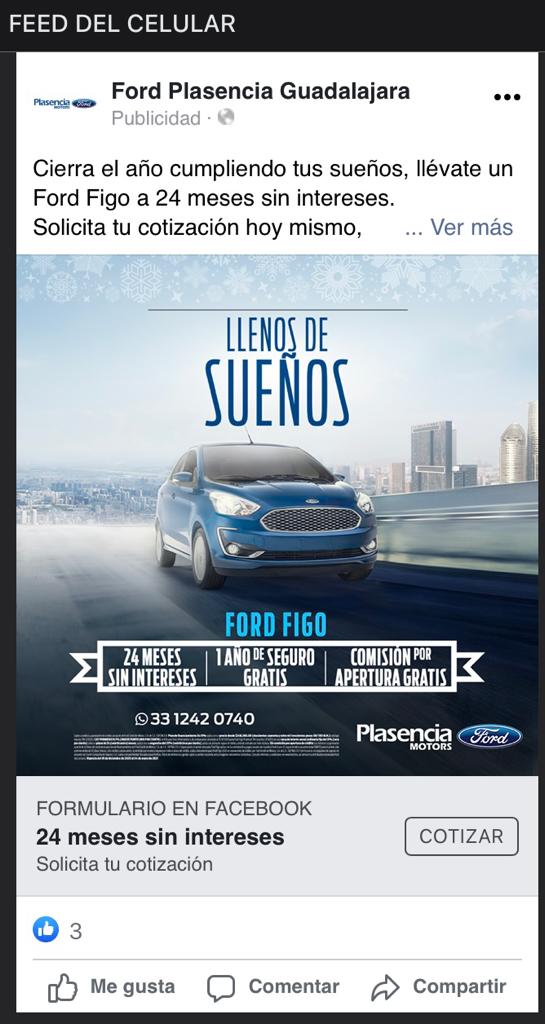 FEED DEL CELULAR
Plasencia MOTORS Ford
Ford Plasencia Guadalajara
Publicidad ·
Cierra el año cumpliendo tus sueños, llévate un
Ford Figo a 24 meses sin intereses.
Solicita tu cotización hoy mismo, ... Ver más
LLENOS DE
SUEÑOS
FORD FIGO
24 MESES SIN INTERESES | 1 AÑO DE SEGURO GRATIS | COMISIÓN POR APERTURA GRATIS
33 1242 0740
Plasencia MOTORS Ford
FORMULARIO EN FACEBOOK
24 meses sin intereses
COTIZAR
Solicita tu cotización
3
Me gusta Comentar Compartir